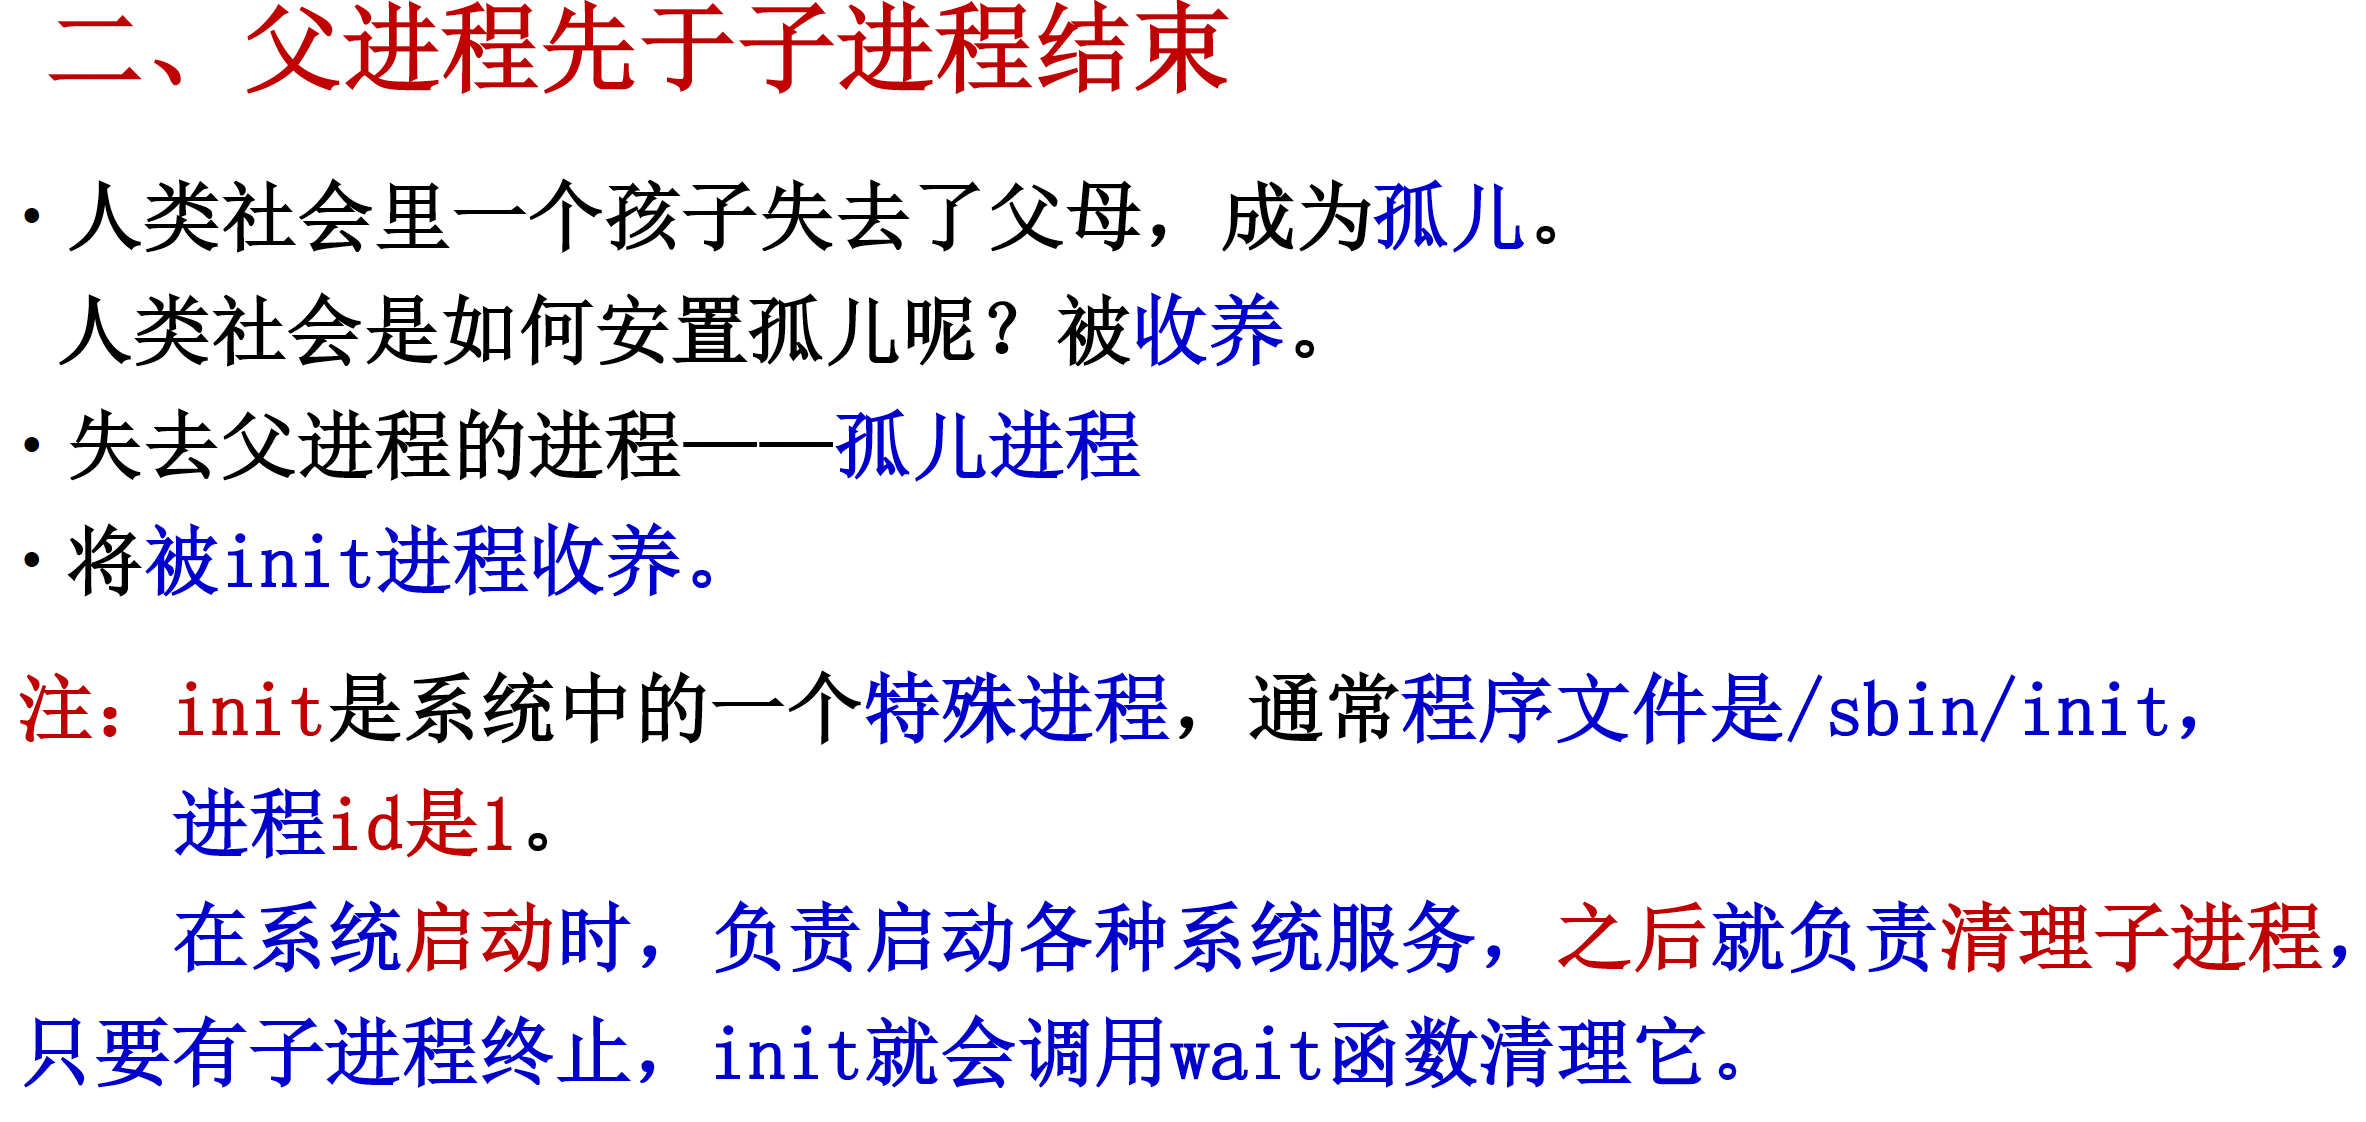 二、父进程先于子进程结束
• 人类社会里一个孩子失去了父母，成为孤儿。
人类社会是如何安置孤儿呢？被收养。
• 失去父进程的进程——孤儿进程
• 将被init进程收养。
注：init是系统中的一个特殊进程，通常程序文件是/sbin/init，
进程id是1。
在系统启动时，负责启动各种系统服务，之后就负责清理子进程，
只要有子进程终止，init就会调用wait函数清理它。